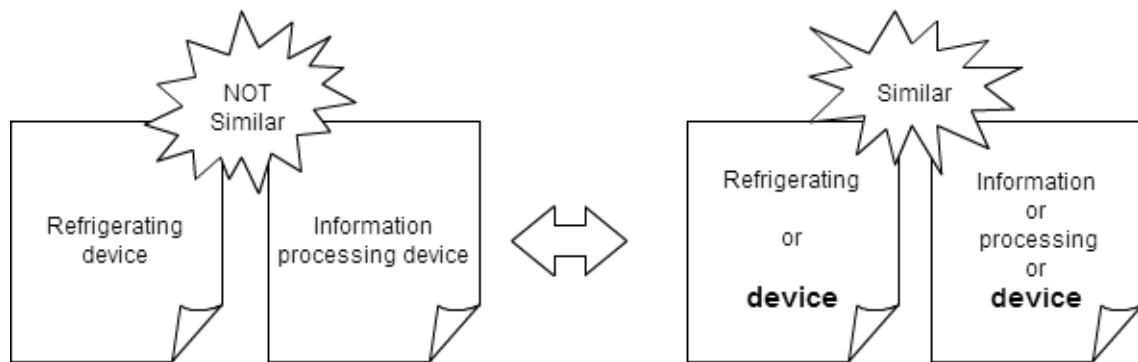 NOT
Similar
Refrigerating
device
Information
processing device
Similar
Refrigerating
or
device
Information
or
processing
or
device